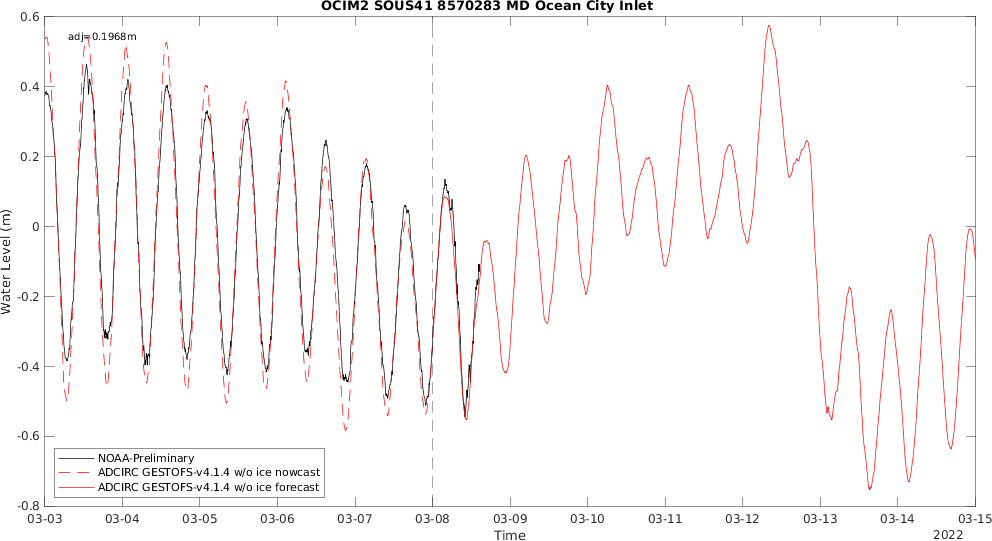 OCIM2 SOUS41 8570283 MD Ocean City Inlet
adj=0.1968m
0.6
0.4
0.2
0
-0.2
-0.4
-0.6
-0.8
Water Level (m)
NOAA-Preliminary
ADCIRC GESTOFS-v4.1.4 w/o ice nowcast
ADCIRC GESTOFS-v4.1.4 w/o ice forecast
03-03 03-04 03-05 03-06 03-07 03-08 03-09 03-10 03-11 03-12 03-13 03-14 03-15
Time
2022